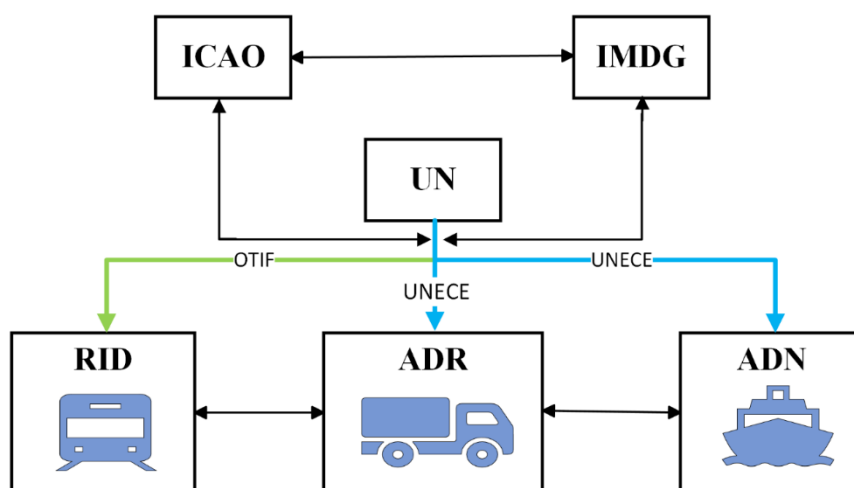 ICAO
IMDG
UN
OTIF
UNECE
UNECE
RID
ADR
ADN